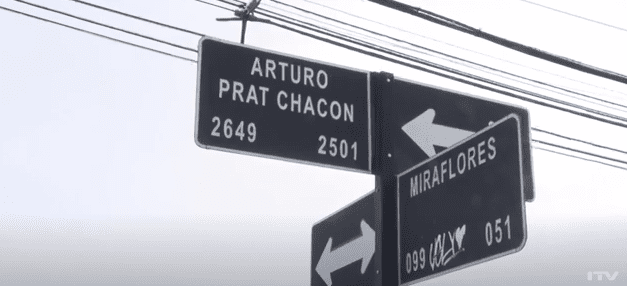 ARTURO
PRAT CHACON
2649 2501
MIRAFLORES
099 051
ITV